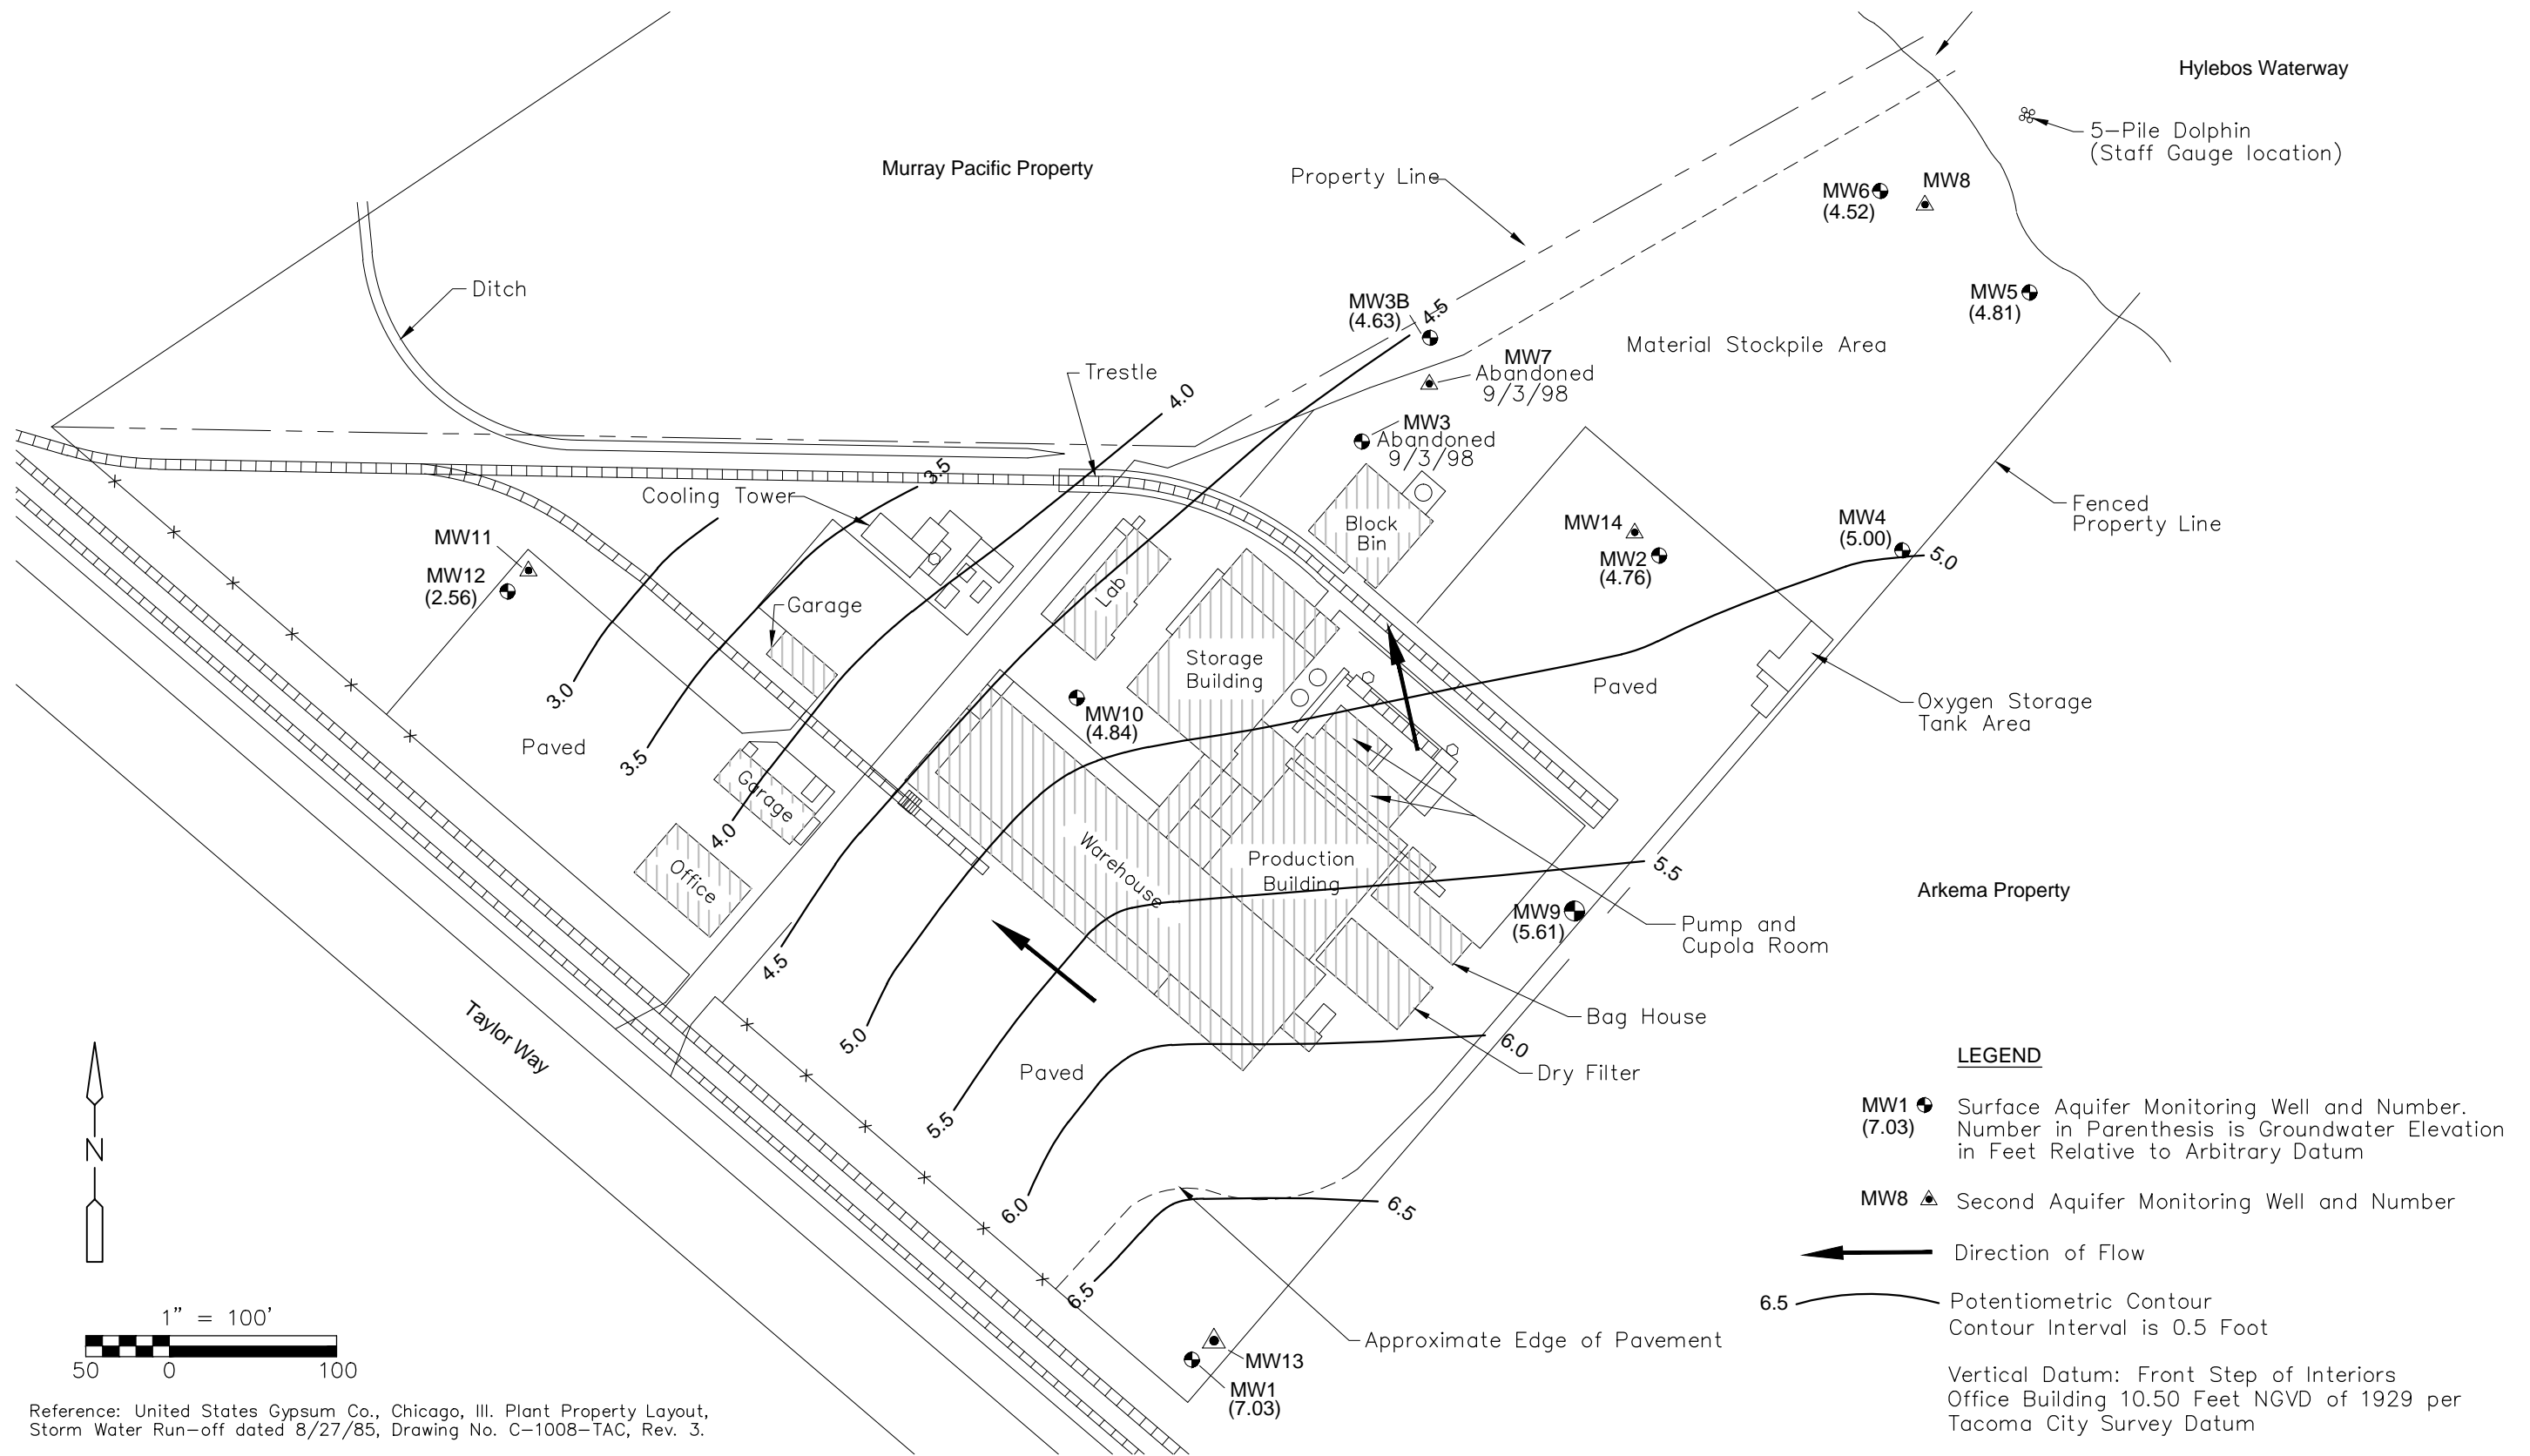 Hylebos Waterway
5-Pile Dolphin
(Staff Gauge location)
Murray Pacific Property
Property Line
MW6
(4.52)
MW8
Ditch
MW5
(4.81)
MW3B
(4.63)
4.5
Material Stockpile Area
MW7
Abandoned
9/3/98
Trestle
4.0
MW3
Abandoned
9/3/98
3.5
Cooling Tower
Fenced
Property Line
Block
Bin
MW14
MW2
(4.76)
MW4
(5.00)
5.0
MW11
MW12
(2.56)
Garage
Lab
Storage
Building
3.0
Paved
Oxygen Storage
Tank Area
MW10
(4.84)
Paved
3.5
Garage
4.0
Office
Warehouse
Production
Building
5.5
Arkema Property
MW9
(5.61)
Pump and
Cupola Room
4.5
Bag House
5.0
Taylor Way
Paved
6.0
Dry Filter
5.5
6.0
6.5
6.5
Approximate Edge of Pavement
MW13
MW1
(7.03)
N
1" = 100'
50 0 100
Reference: United States Gypsum Co., Chicago, Ill. Plant Property Layout,
Storm Water Run-off dated 8/27/85, Drawing No. C-1008-TAC, Rev. 3.
LEGEND
MW1
(7.03)
Surface Aquifer Monitoring Well and Number.
Number in Parenthesis is Groundwater Elevation
in Feet Relative to Arbitrary Datum
MW8 Second Aquifer Monitoring Well and Number
Direction of Flow
6.5
Potentiometric Contour
Contour Interval is 0.5 Foot
Vertical Datum: Front Step of Interiors
Office Building 10.50 Feet NGVD of 1929 per
Tacoma City Survey Datum